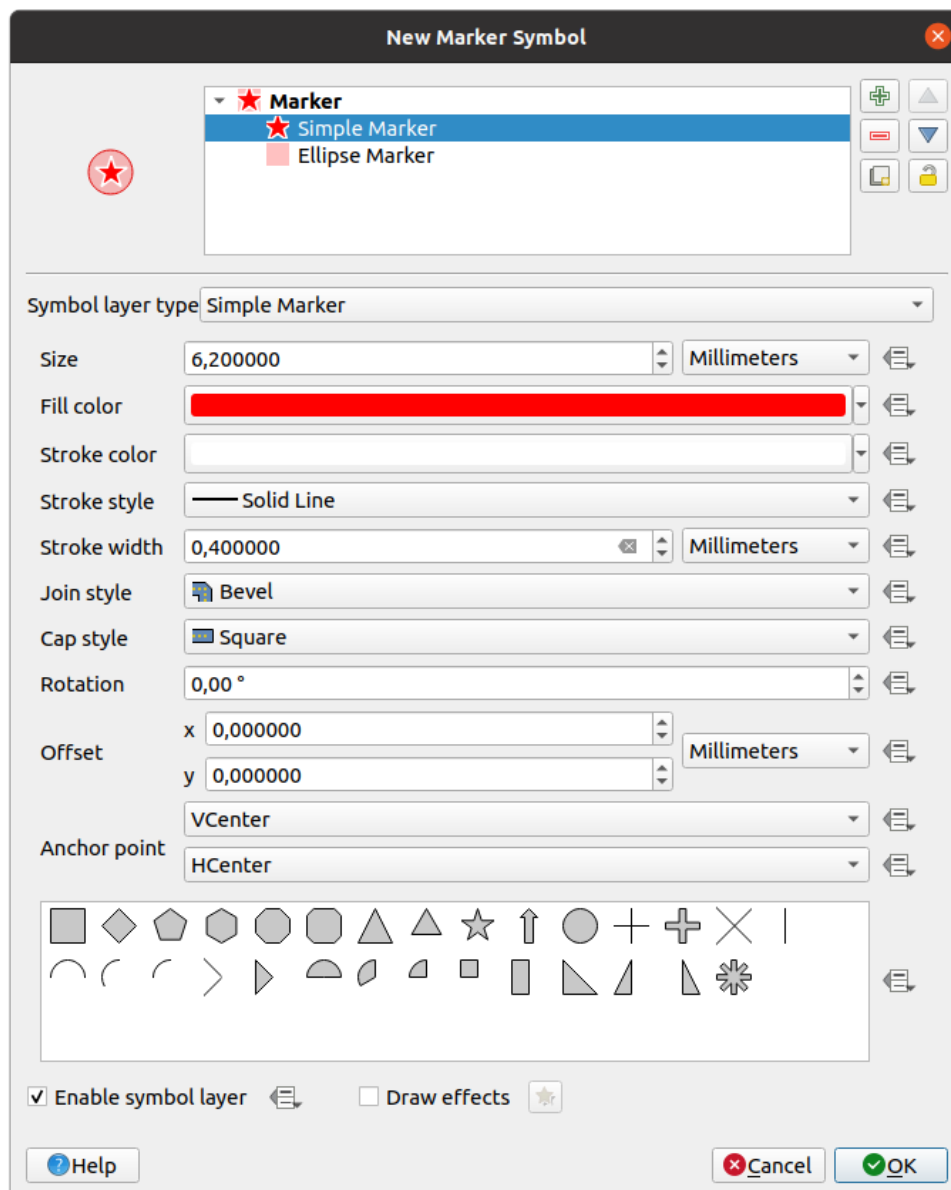 New Marker Symbol
Marker
Simple Marker
Ellipse Marker
Symbol layer type Simple Marker
Size 6,200000 Millimeters
Fill color
Stroke color
Stroke style Solid Line
Stroke width 0,400000 Millimeters
Join style Bevel
Cap style Square
Rotation 0,00 °
Offset x 0,000000 Millimeters
y 0,000000
Anchor point VCenter
HCenter
Enable symbol layer Draw effects
Help Cancel OK